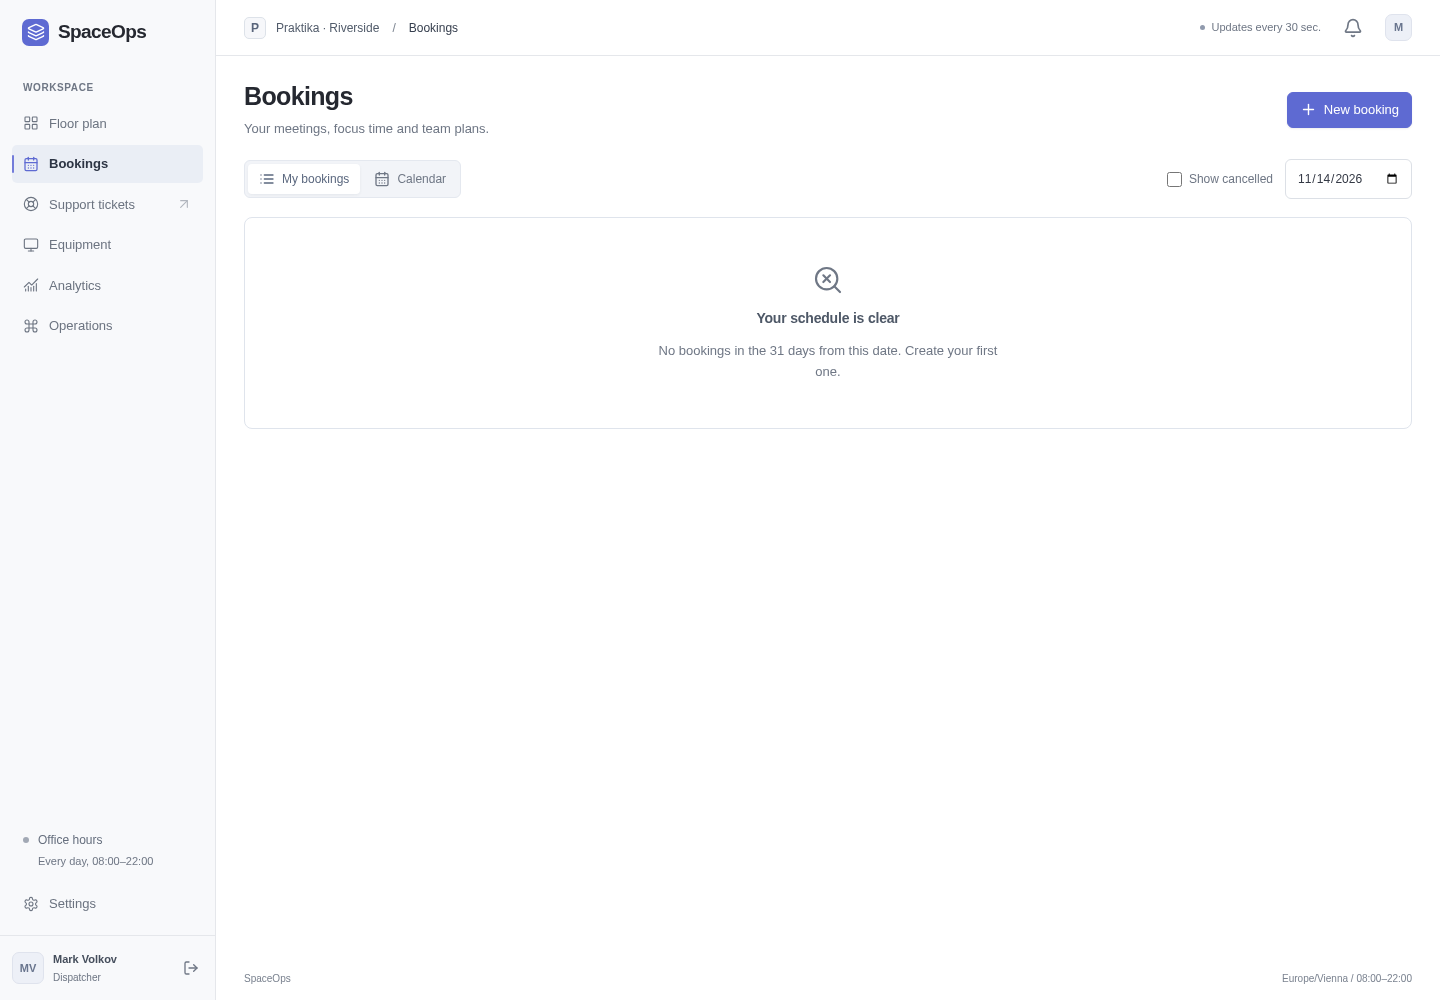 SpaceOps
WORKSPACE
Floor plan
Bookings
Support tickets
Equipment
Analytics
Operations
Office hours
Every day, 08:00–22:00
Settings
MV
Mark Volkov
Dispatcher
P Praktika · Riverside / Bookings
Updates every 30 sec.
M
Bookings
Your meetings, focus time and team plans.
New booking
My bookings
Calendar
Show cancelled
11/14/2026
Your schedule is clear
No bookings in the 31 days from this date. Create your first
one.
SpaceOps
Europe/Vienna / 08:00–22:00